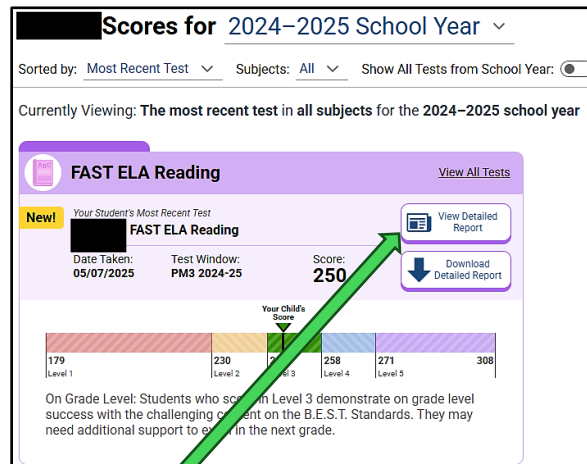 Scores for 2024–2025 School Year
Sorted by: Most Recent Test Subjects: All Show All Tests from School Year:
Currently Viewing: The most recent test in all subjects for the 2024–2025 school year
ABC
FAST ELA Reading View All Tests
New!
Your Student's Most Recent Test
FAST ELA Reading
View Detailed Report
Date Taken: Test Window: Score:
05/07/2025 PM3 2024-25 250
Download Detailed Report
Your Child's
Score
179 230 258 271 308
Level 1 Level 2 Level 4 Level 5
On Grade Level: Students who in Level 3 demonstrate on grade level
success with the challenging on the B.E.S.T. Standards. They may
need additional support to in the next grade.